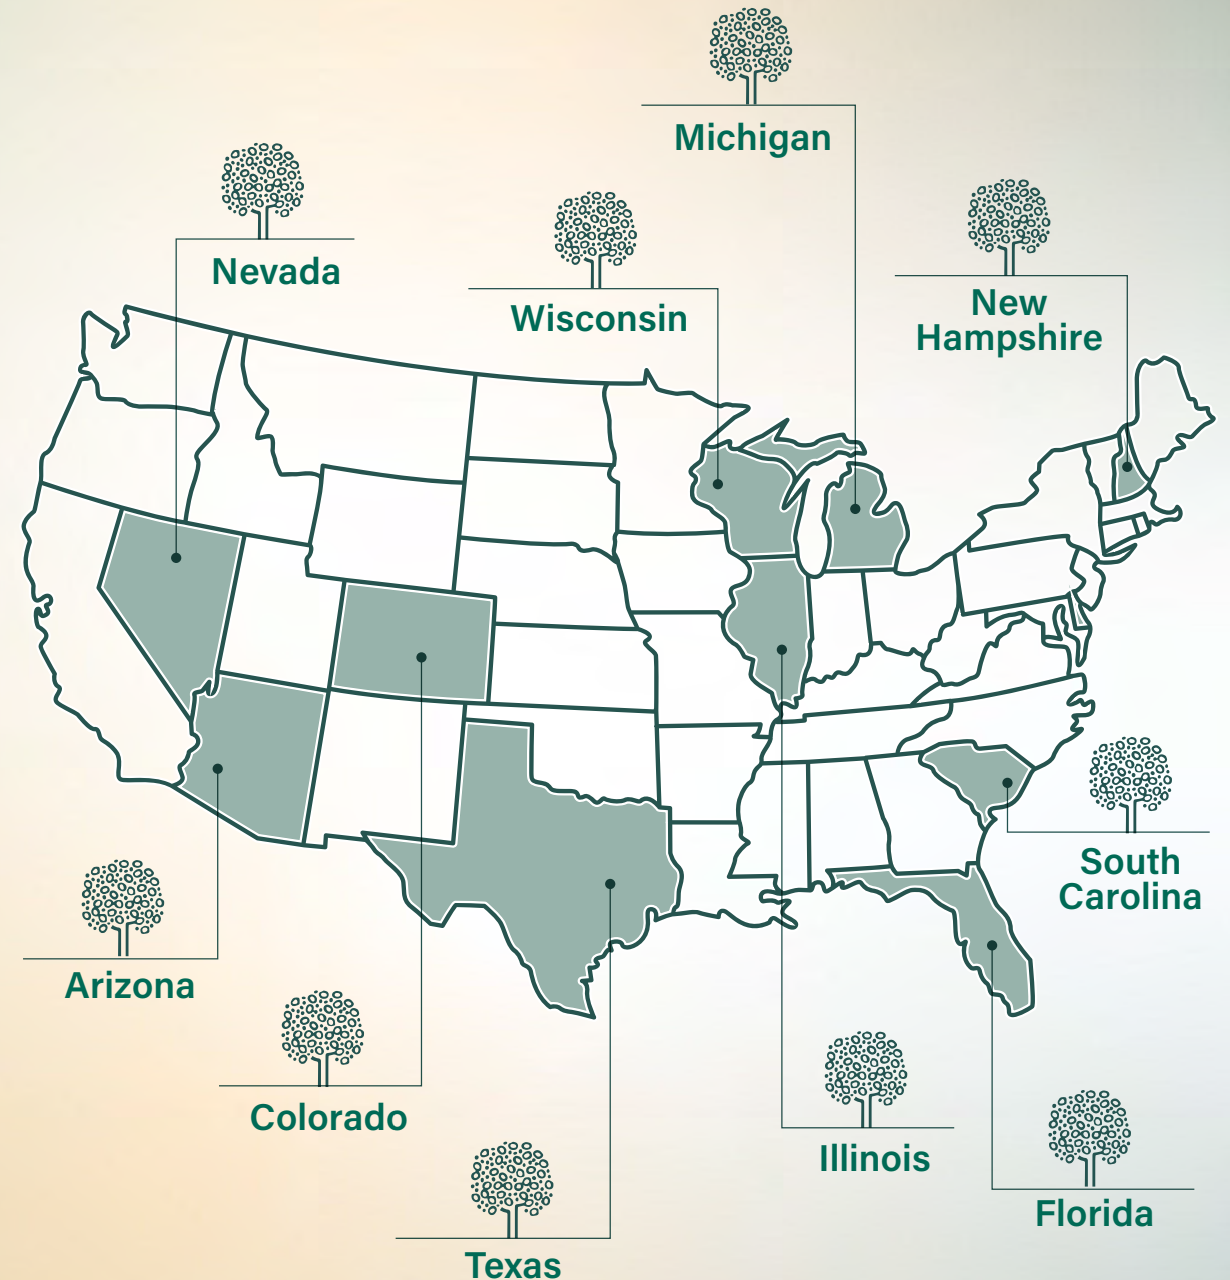 Michigan
Nevada
Wisconsin
New
Hampshire
South
Carolina
Arizona
Colorado
Illinois
Florida
Texas